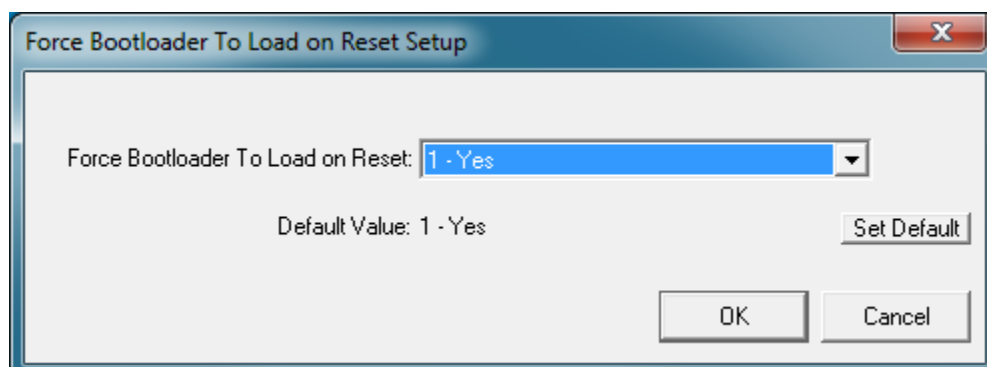 Force Bootloader To Load on Reset Setup
Force Bootloader To Load on Reset: 1 - Yes
Default Value: 1 - Yes
Set Default
OK
Cancel